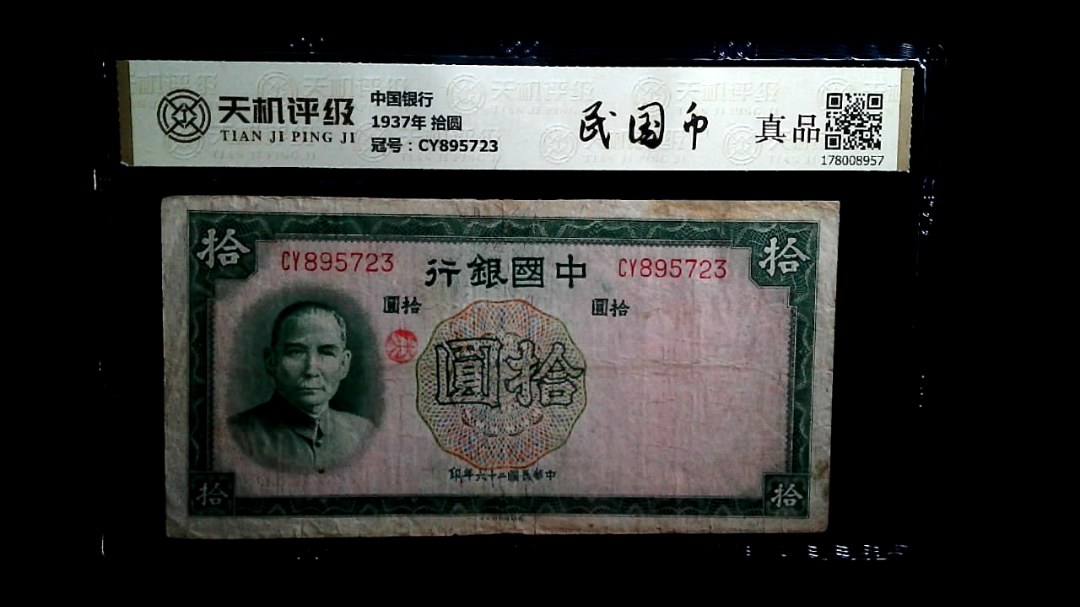 天机评级
TIAN JI PING JI
中国银行
1937年 拾圆
冠号：CY895723
民国币
真品
178008957
拾
拾
CY895723
行銀國中
CY895723
圓拾
圓拾
圓拾
印年六十二國民華中
拾
拾